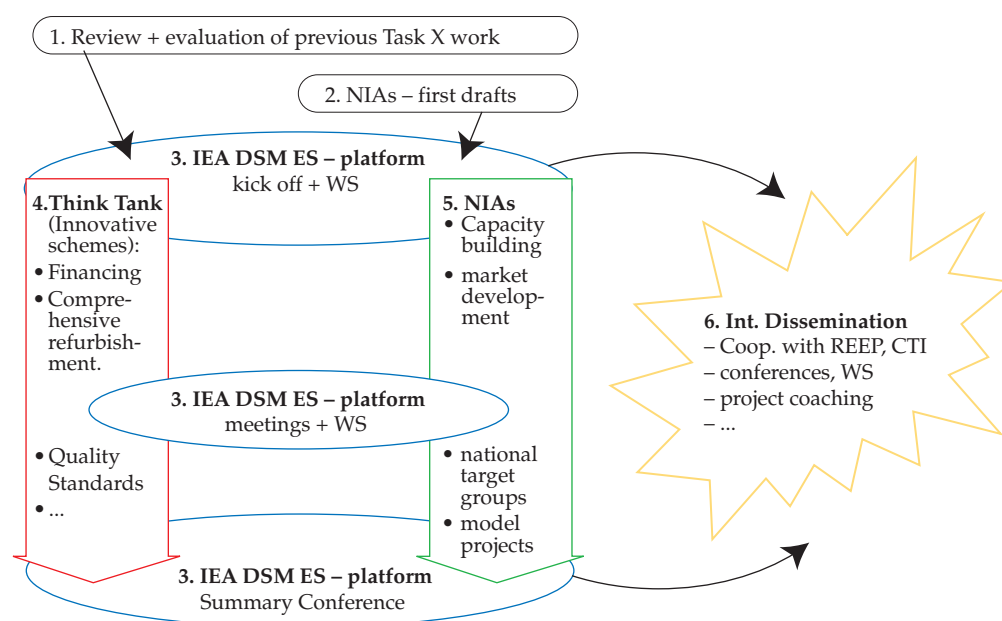 1. Review + evaluation of previous Task X work
2. NIAs – first drafts
3. IEA DSM ES – platform
kick off + WS
4.Think Tank
(Innovative
schemes):
• Financing
• Compre-
hensive
refurbish-
ment.
5. NIAs
• Capacity
building
• market
develop-
ment
3. IEA DSM ES – platform
meetings + WS
• Quality
Standards
• ...
• national
target
groups
• model
projects
3. IEA DSM ES – platform
Summary Conference
6. Int. Dissemination
– Coop. with REEP, CTI
– conferences, WS
– project coaching
– ...